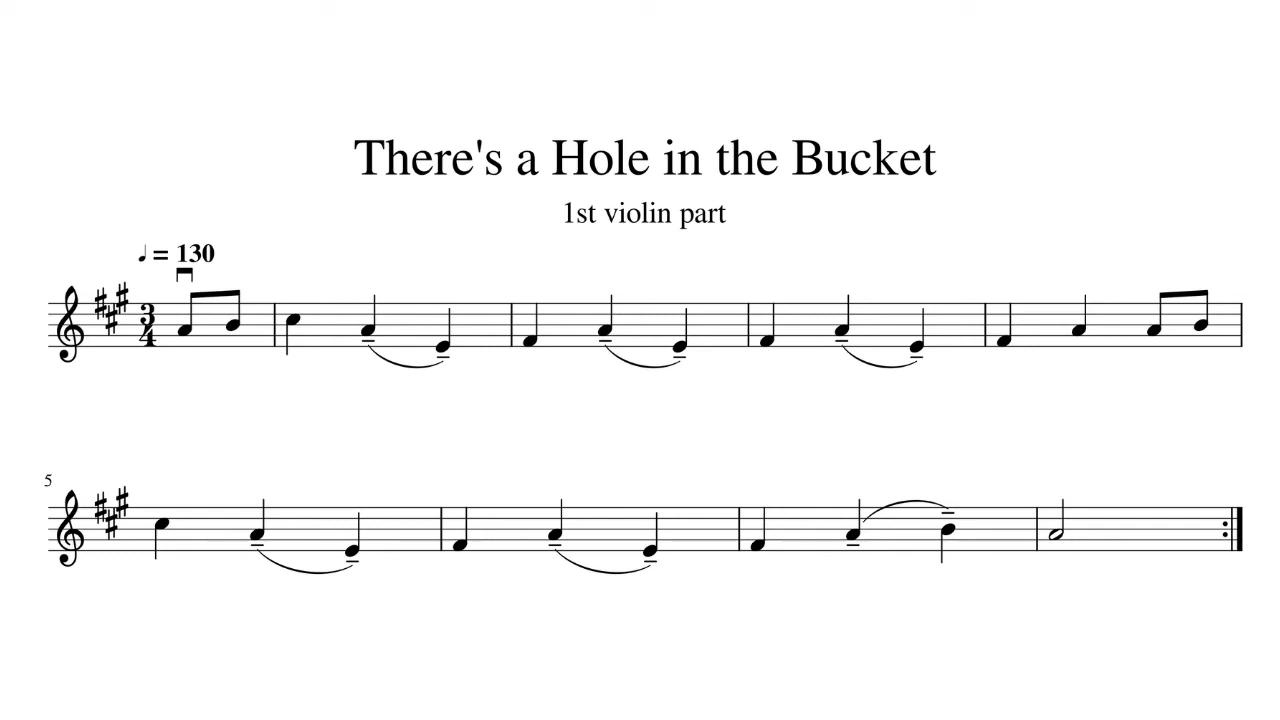 There's a Hole in the Bucket
1st violin part
♩ = 130
3
4
5